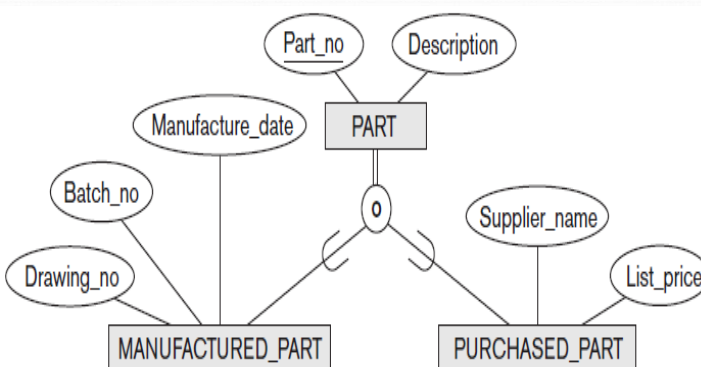 Part_no
Description
Manufacture_date
PART
Batch_no
o
Supplier_name
Drawing_no
List_price
MANUFACTURED_PART
PURCHASED_PART